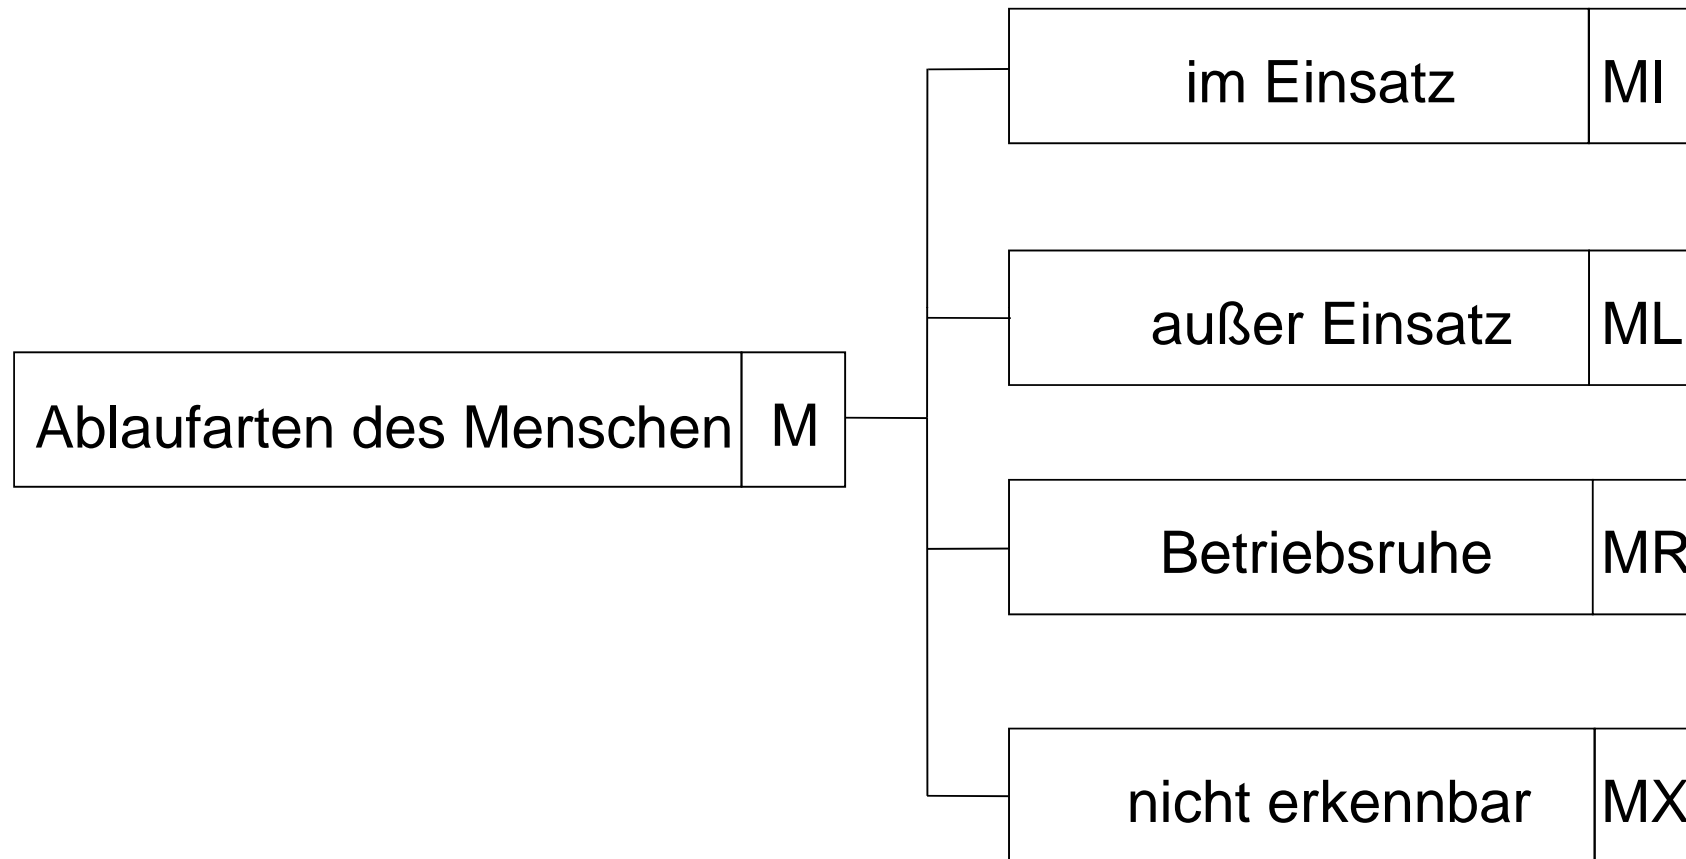 im Einsatz MI
außer Einsatz ML
Ablaufarten des Menschen M
Betriebsruhe MR
nicht erkennbar MX